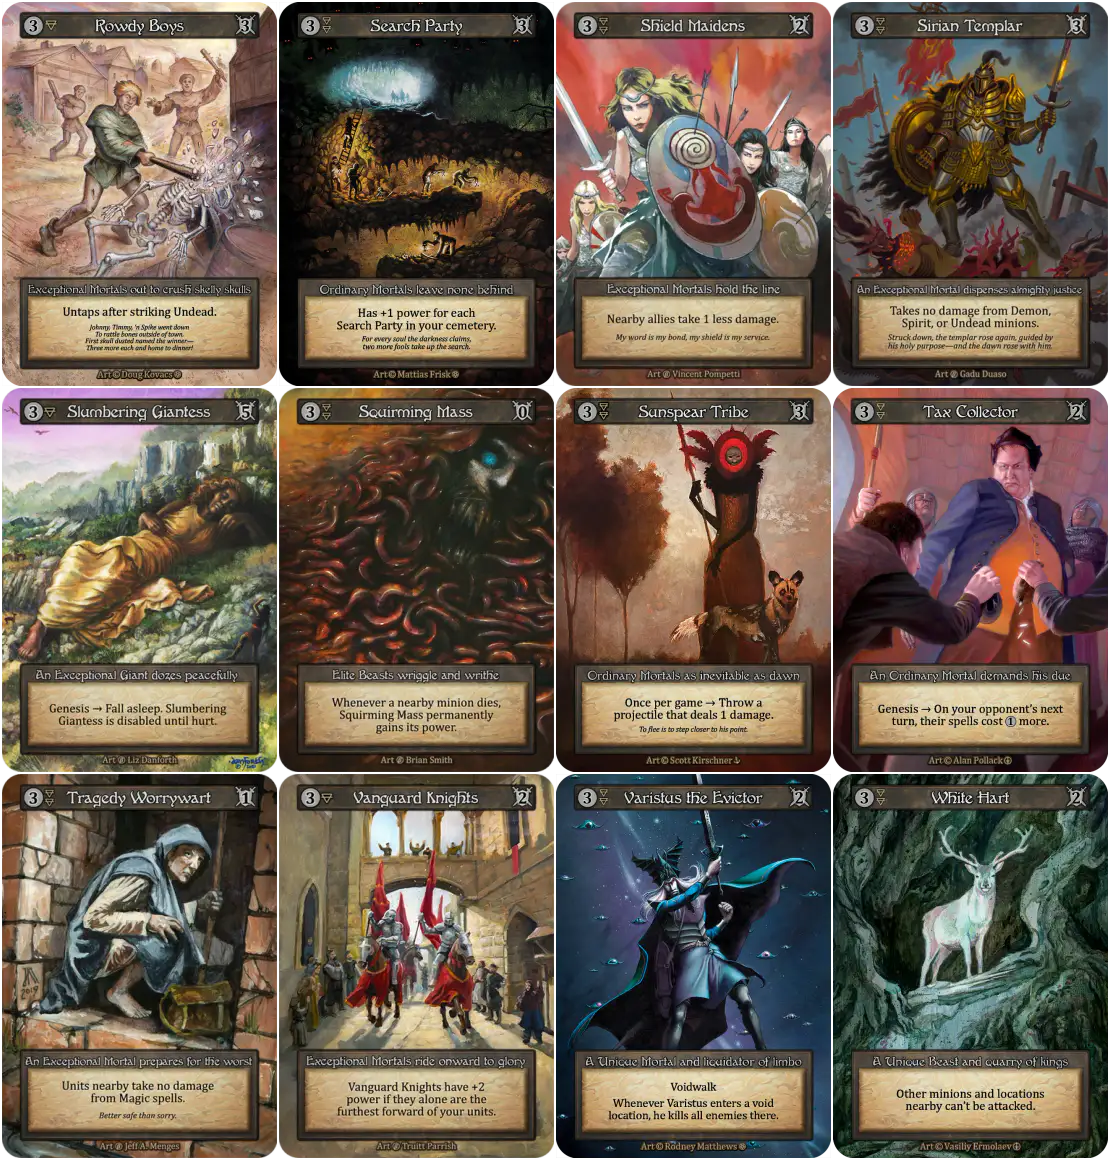 3 Rowdy Boys 3
Exceptional Mortals out to crush skelly skulls
Untaps after striking Undead.
Johnny, Timmy, 'n Spike went down
To rattle bones outside of town.
First skull dusted named the winner—
Three more each and home to dinner!
Art © Doug Kovacs
3 Search Party 3
Ordinary Mortals leave none behind
Has +1 power for each
Search Party in your cemetery.
For every soul the darkness claims,
two more fools take up the search.
Art © Mattias Frisk
3 Shield Maidens 2
Exceptional Mortals hold the line
Nearby allies take 1 less damage.
My word is my bond, my shield is my service.
Art Vincent Pompetti
3 Sirian Templar 3
An Exceptional Mortal dispenses almighty justice
Takes no damage from Demon,
Spirit, or Undead minions.
Struck down, the templar rose again, guided by
his holy purpose—and the dawn rose with him.
Art Gadu Duaso
3 Slumbering Giantess 5
An Exceptional Giant dozes peacefully
Genesis → Fall asleep. Slumbering
Giantess is disabled until hurt.
Art Liz Danforth
3 Squirming Mass 0
Elite Beasts wriggle and writhe
Whenever a nearby minion dies,
Squirming Mass permanently
gains its power.
Art Brian Smith
3 Sunspear Tribe 3
Ordinary Mortals as inevitable as dawn
Once per game → Throw a
projectile that deals 1 damage.
To flee is to step closer to his point.
Art © Scott Kirschner
3 Tax Collector 2
An Ordinary Mortal demands his due
Genesis → On your opponent's next
turn, their spells cost 1 more.
Art © Alan Pollack
3 Tragedy Worrywart 1
2019
An Exceptional Mortal prepares for the worst
Units nearby take no damage
from Magic spells.
Better safe than sorry.
Art Jeff A. Menges
3 Vanguard Knights 2
Exceptional Mortals ride onward to glory
Vanguard Knights have +2
power if they alone are the
furthest forward of your units.
Art Truitt Parrish
3 Varistus the Evictor 2
A Unique Mortal and liquidator of limbo
Voidwalk
Whenever Varistus enters a void
location, he kills all enemies there.
Art © Rodney Matthews
3 White Hart 2
A Unique Beast and quarry of kings
Other minions and locations
nearby can't be attacked.
Art © Vasiliy Ermolaev